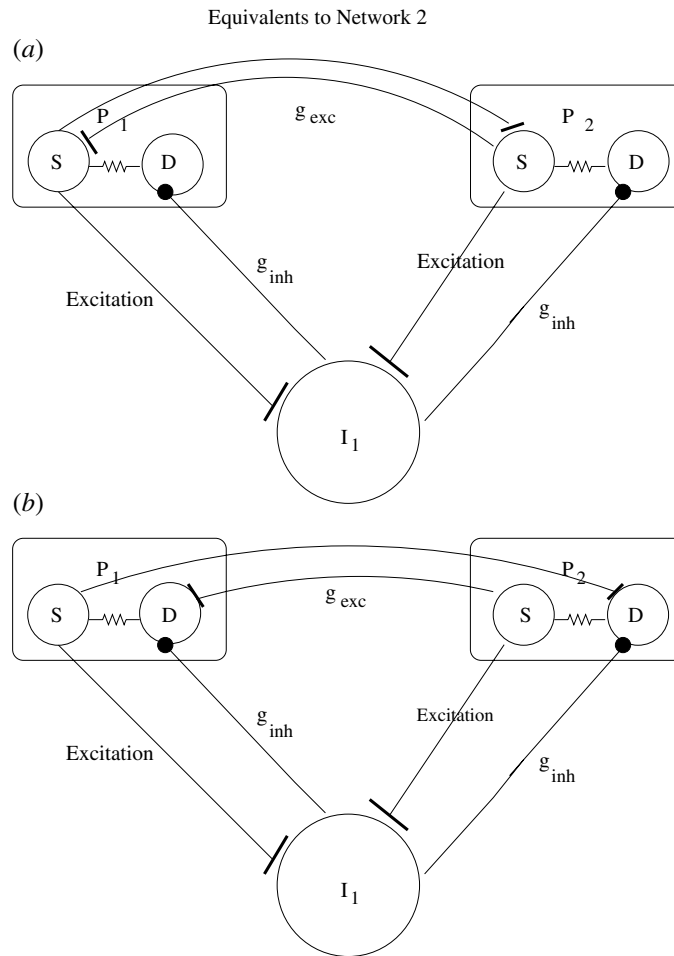 Equivalents to Network 2
(a)
P 1
g exc
P 2
S
D
S
D
Excitation
g inh
Excitation
g inh
I 1
(b)
P 1
P 2
g exc
S
D
S
D
Excitation
g inh
Excitation
g inh
I 1